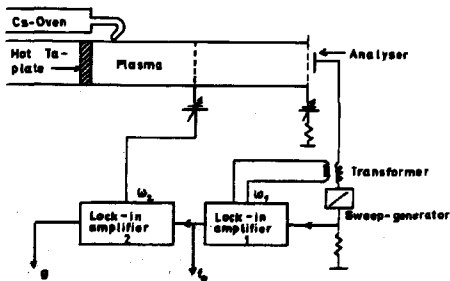 Cs-Oven
Hot Ta-
plate
Plasma
Analyser
Transformer
ω₂
ω₁
Sweep-generator
Lock-in
amplifier
2
Lock-in
amplifier
1
g
f₀